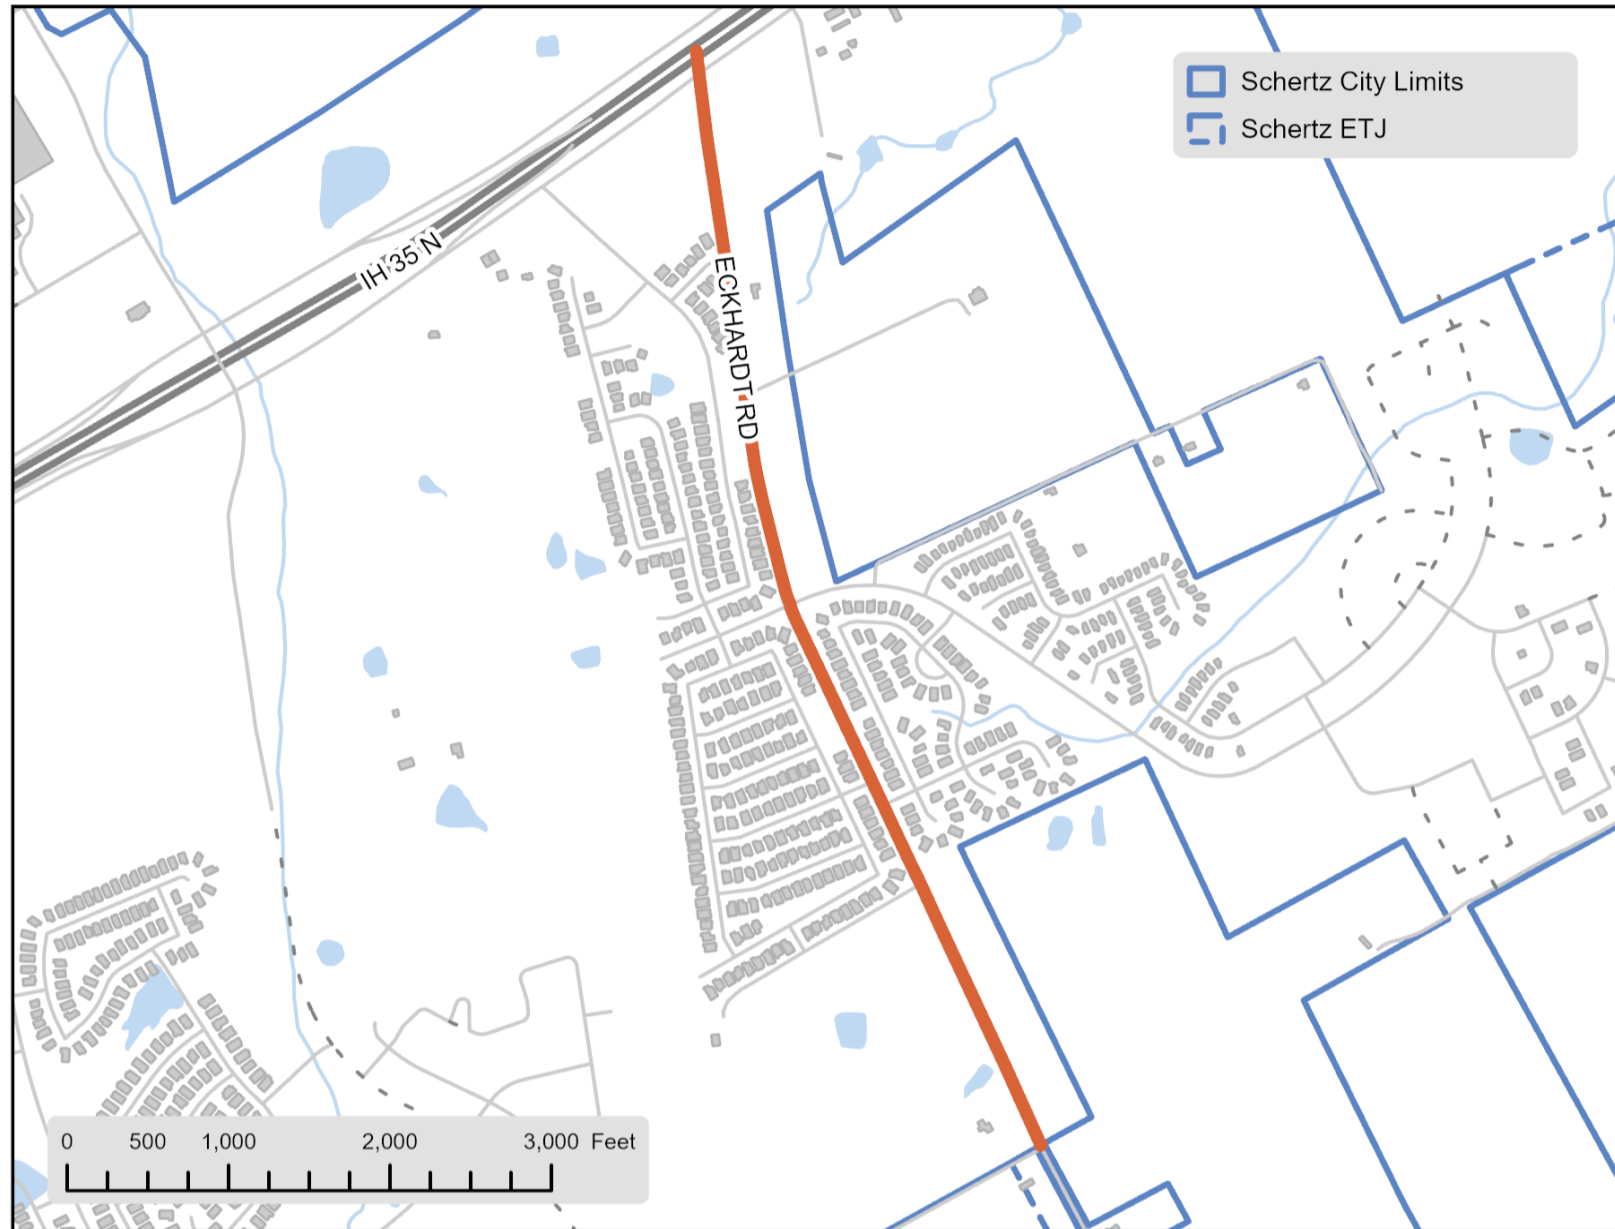 Schertz City Limits
Schertz ETJ
IH 35 N
ECKHARDT RD
0 500 1,000 2,000 3,000 Feet